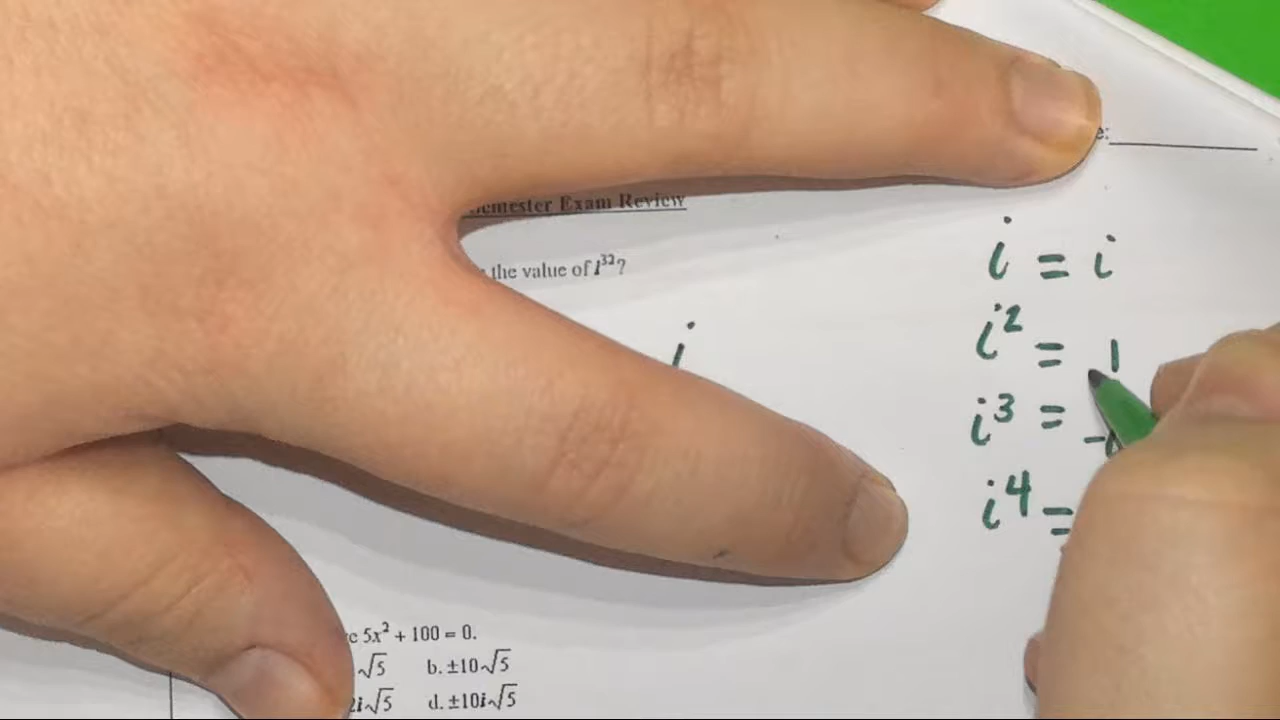 e:
Semester Exam Review
the value of i³²?
i = i
i² = 1
i³ = -
i⁴ =
i
5x² + 100 = 0.
√5 b. ±10√5
2i√5 d. ±10i√5